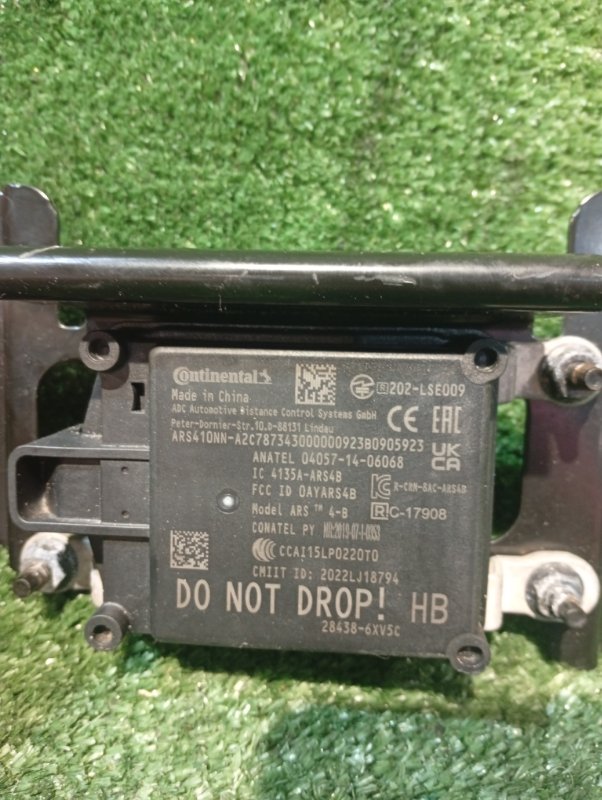 Continental
Made in China
R 202-LSE009
ADC Automotive Distance Control Systems GmbH
Peter-Dornier-Str.10,D-88131 Lindau
CE EAC
ARS410NN-A2C7873430000000923B0905923
ANATEL 04057-14-06068
UK CA
IC 4135A-ARS4B
FCC ID OAYARS4B
R-CRM-BAC-ARS4B
Model ARS ™ 4-B
R C-17908
CONATEL PY
CCAI15LP0220T0
CMIIT ID: 2022LJ18794
DO NOT DROP! HB
28438-6XV5C